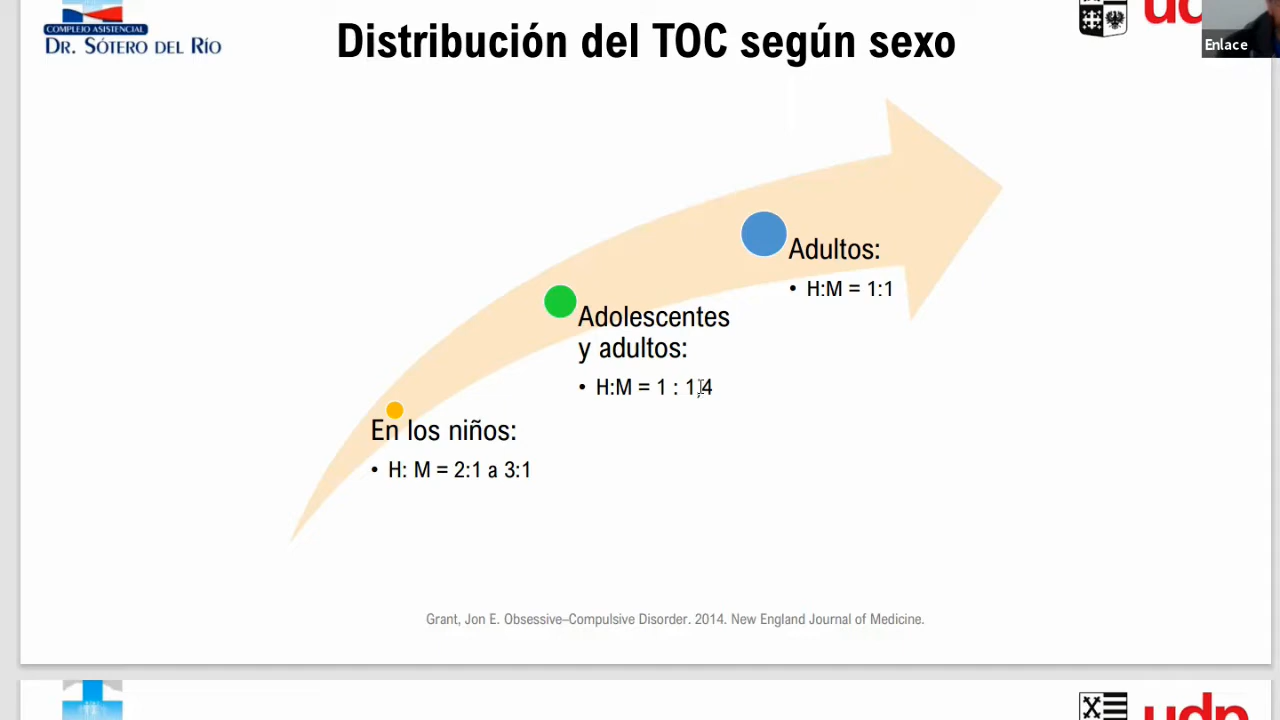 COMPLEJO ASISTENCIAL
DR. SÓTERO DEL RÍO
Distribución del TOC según sexo
Enlace
Adultos:
• H:M = 1:1
Adolescentes
y adultos:
• H:M = 1 : 1,4
En los niños:
• H: M = 2:1 a 3:1
Grant, Jon E. Obsessive–Compulsive Disorder. 2014. New England Journal of Medicine.
udp